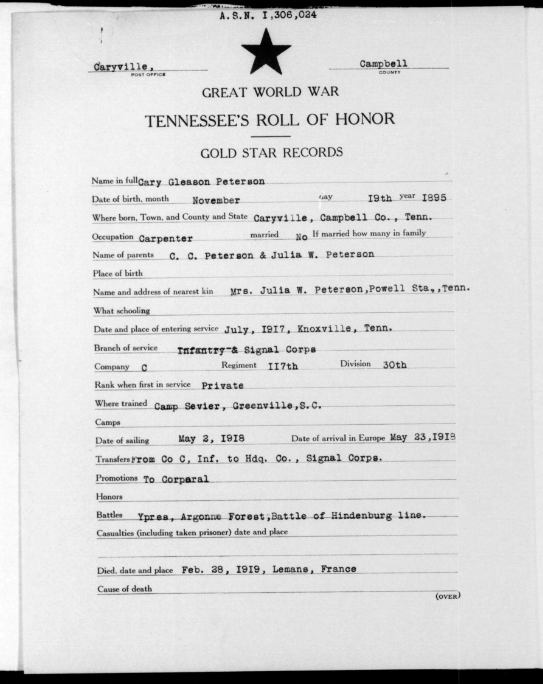 A.S.N. I,306,024
Caryville, Campbell
POST OFFICE COUNTY
GREAT WORLD WAR
TENNESSEE'S ROLL OF HONOR
GOLD STAR RECORDS
Name in full Cary Gleason Peterson
Date of birth, month November day I9th year I895
Where born, Town, and County and State Caryville, Campbell Co., Tenn.
Occupation Carpenter married No If married how many in family
Name of parents C. C. Peterson & Julia W. Peterson
Place of birth
Name and address of nearest kin Mrs. Julia W. Peterson,Powell Sta.,Tenn.
What schooling
Date and place of entering service July, I9I7, Knoxville, Tenn.
Branch of service Infantry & Signal Corps
Company C Regiment II7th Division 30th
Rank when first in service Private
Where trained Camp Sevier, Greenville,S.C.
Camps
Date of sailing May 2, I9I8 Date of arrival in Europe May 23,I9I8
Transfers From Co C, Inf. to Hdq. Co., Signal Corps.
Promotions To Corporal
Honors
Battles Ypres, Argonne Forest,Battle of Hindenburg line.
Casualties (including taken prisoner) date and place
Died, date and place Feb. 28, I9I9, Lemans, France
Cause of death
(OVER)